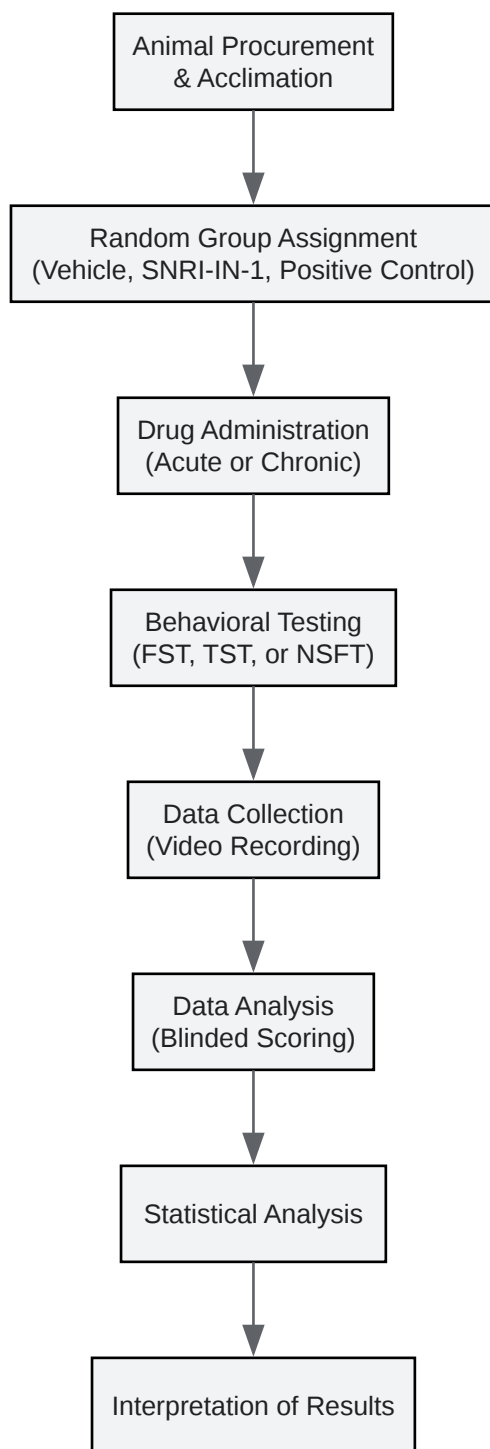 Animal Procurement
& Acclimation
Random Group Assignment
(Vehicle, SNRI-IN-1, Positive Control)
Drug Administration
(Acute or Chronic)
Behavioral Testing
(FST, TST, or NSFT)
Data Collection
(Video Recording)
Data Analysis
(Blinded Scoring)
Statistical Analysis
Interpretation of Results